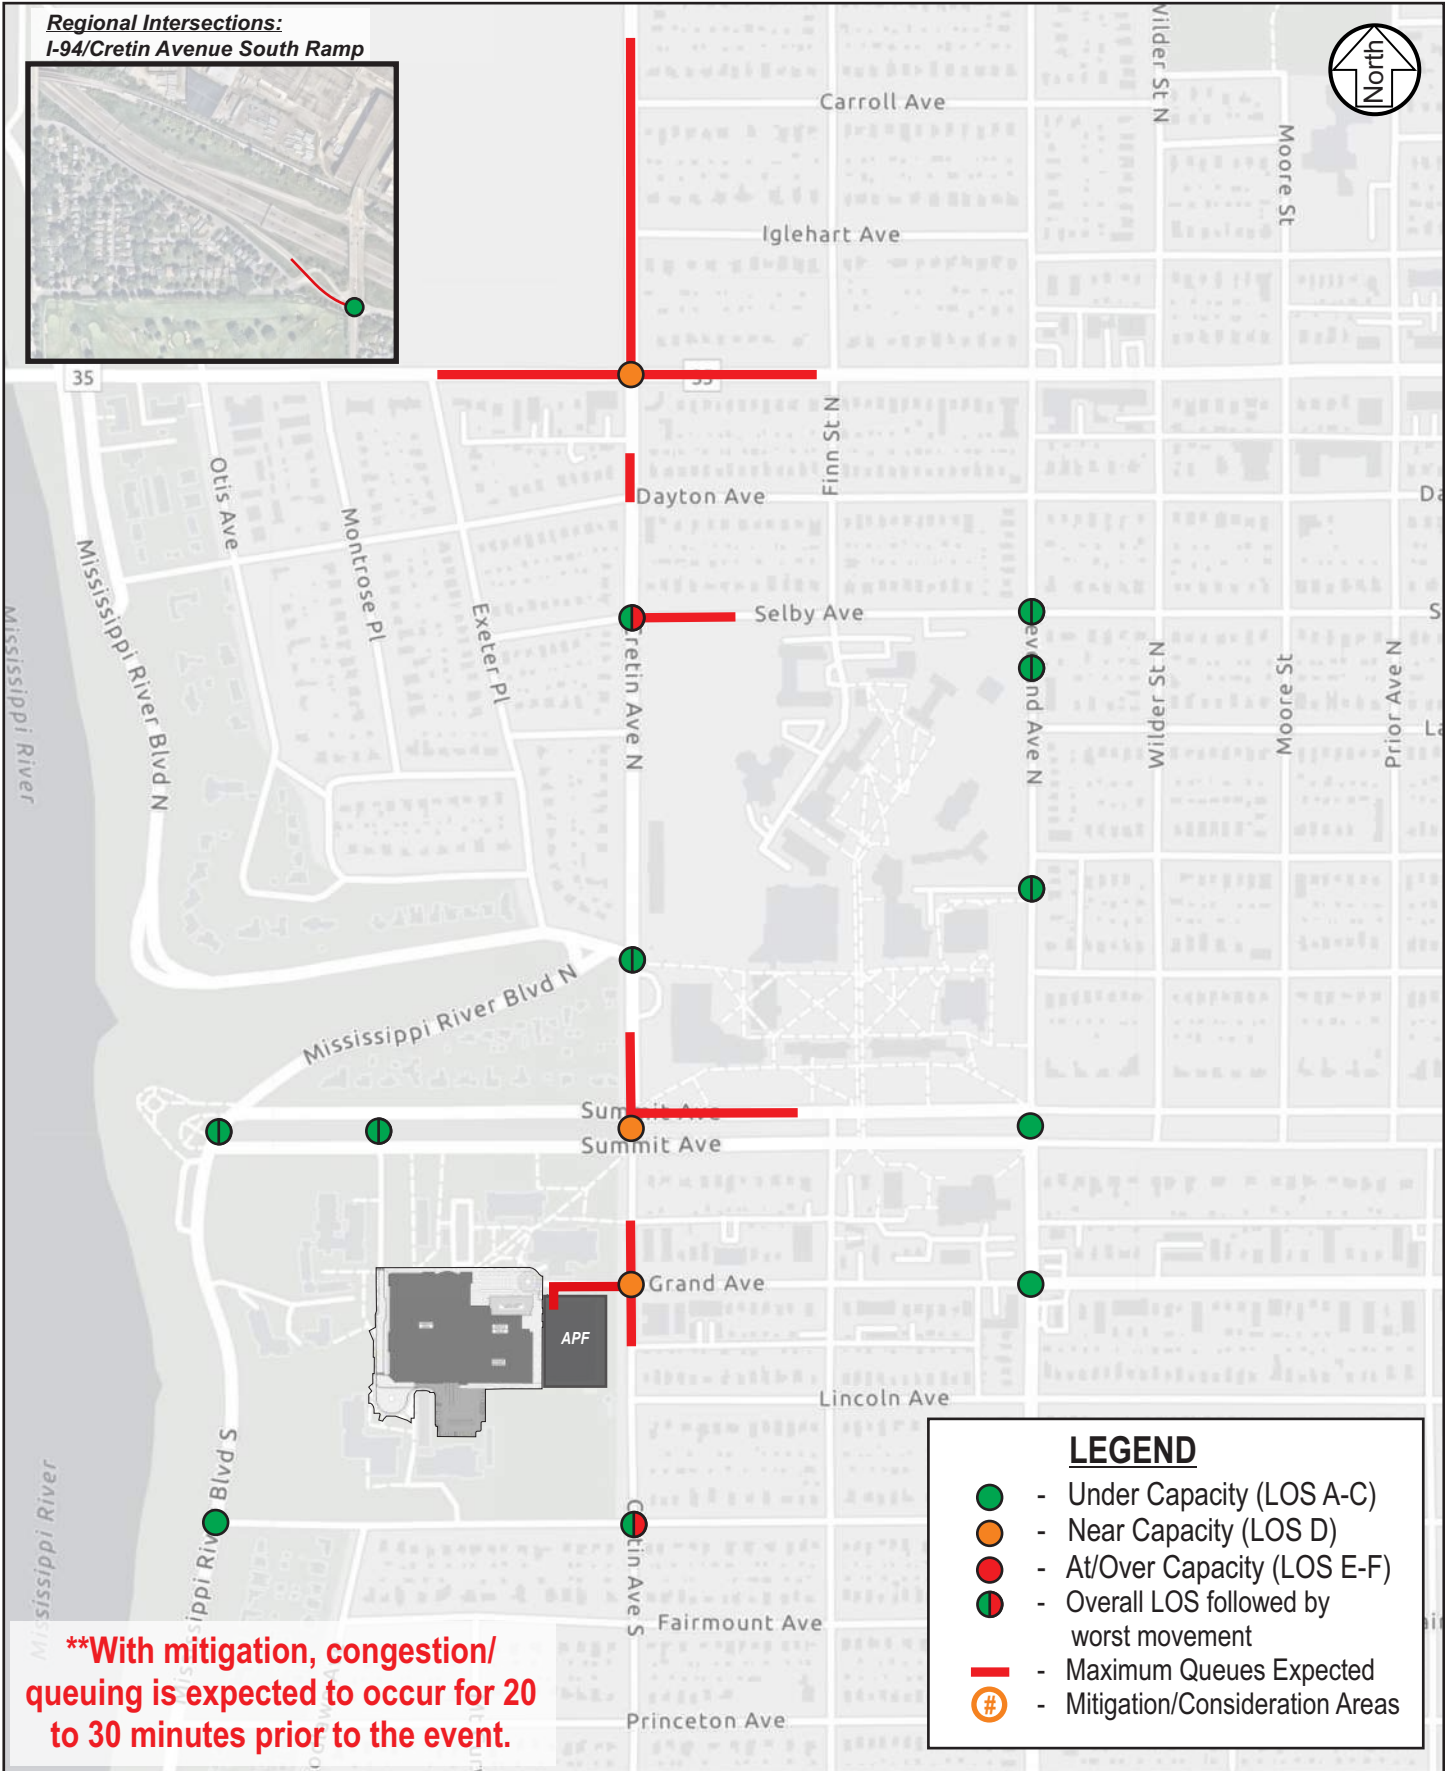 Regional Intersections:
I-94/Cretin Avenue South Ramp
North
Wilder St N
Carroll Ave
Moore St
Iglehart Ave
35
Finn St N
Otis Ave
Dayton Ave
Montrose Pl
Mississippi River Blvd N
Mississippi River
Exeter Pl
Selby Ave
Cretin Ave N
Wilder St N
Moore St
Prior Ave N
Mississippi River Blvd N
Summit Ave
Summit Ave
Grand Ave
APF
Lincoln Ave
Mississippi River
Mississippi River Blvd S
Cretin Ave S
Fairmount Ave
Princeton Ave
**With mitigation, congestion/
queuing is expected to occur for 20
to 30 minutes prior to the event.
LEGEND
- Under Capacity (LOS A-C)
- Near Capacity (LOS D)
- At/Over Capacity (LOS E-F)
- Overall LOS followed by
worst movement
- Maximum Queues Expected
# - Mitigation/Consideration Areas